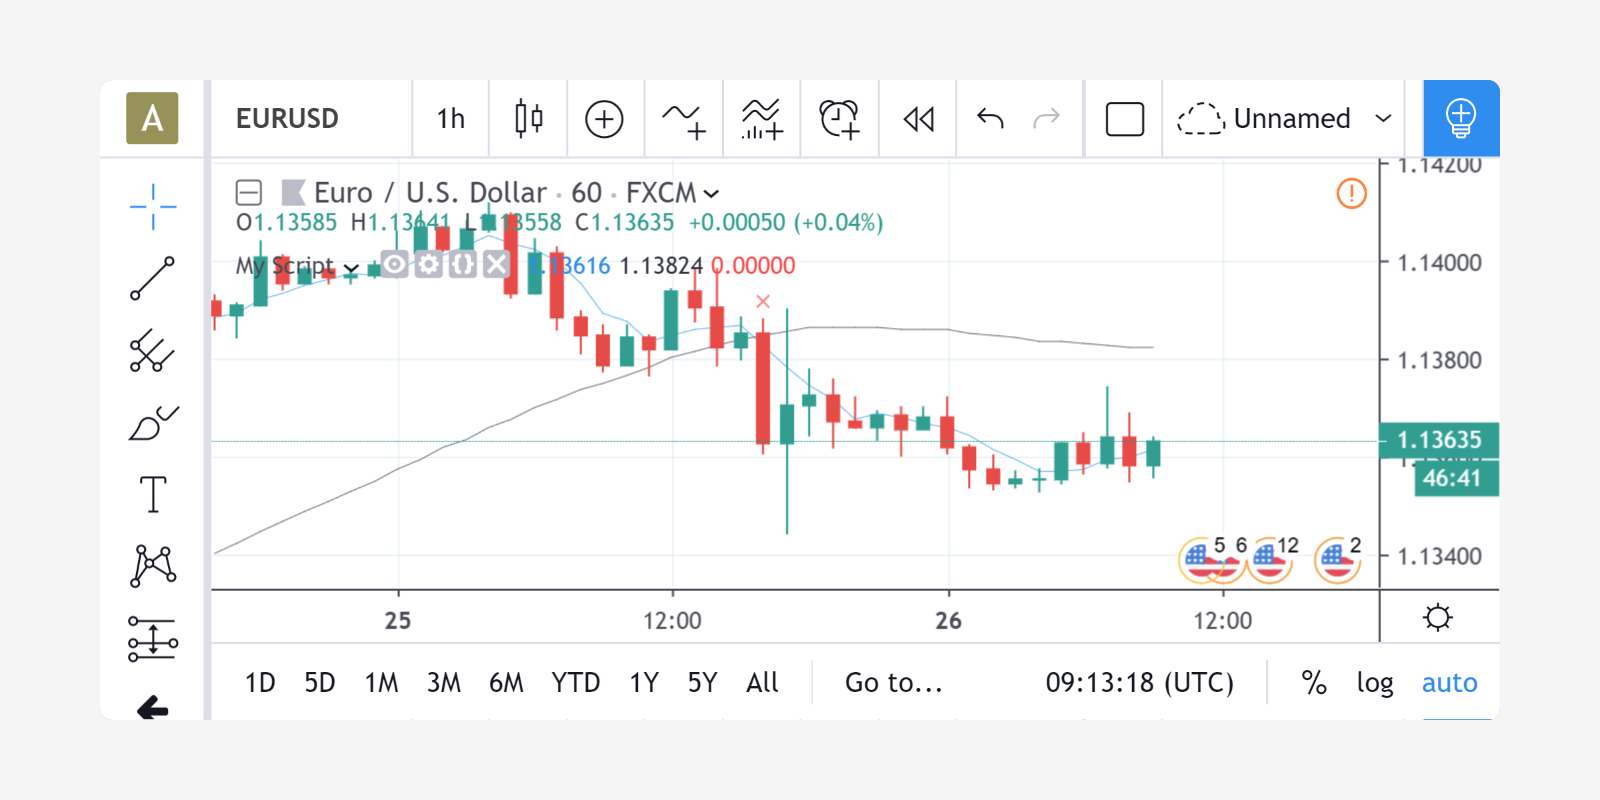 A EURUSD 1h Unnamed
Euro / U.S. Dollar · 60 · FXCM
O1.13585 H1.13641 L1.13558 C1.13635 +0.00050 (+0.04%)
My Script 1.13616 1.13824 0.00000
1.14200
1.14000
1.13800
1.13635
46:41
1.13400
5 6 12 2
25 12:00 26 12:00
1D 5D 1M 3M 6M YTD 1Y 5Y All Go to... 09:13:18 (UTC) % log auto